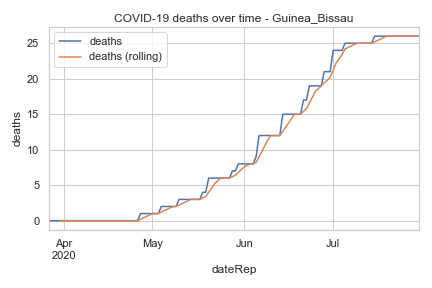 COVID-19 deaths over time - Guinea_Bissau
deaths
deaths (rolling)
deaths
25
20
15
10
5
0
Apr
2020
May
Jun
Jul
dateRep